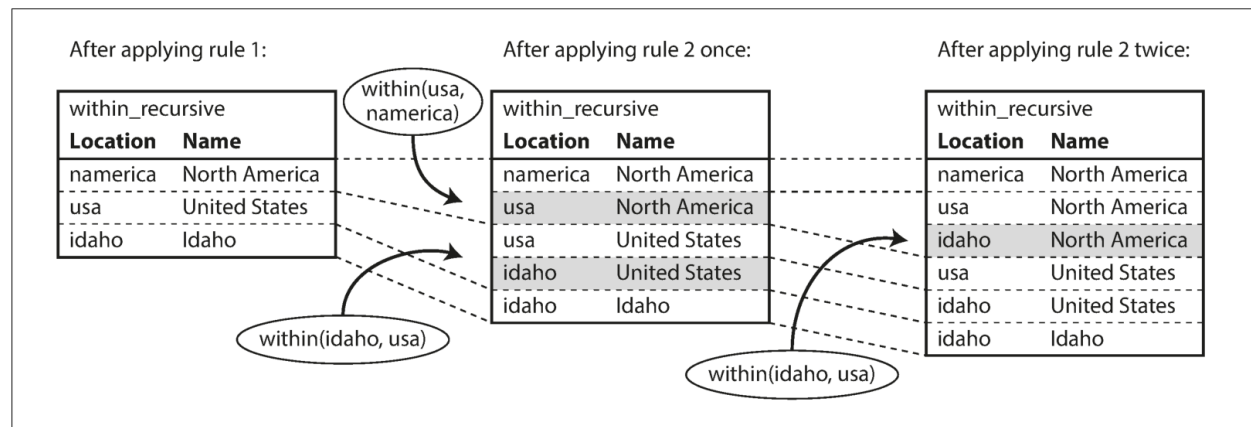 After applying rule 1:
within_recursive
Location Name
namerica North America
usa United States
idaho Idaho
within(usa,
namerica)
within(idaho, usa)
After applying rule 2 once:
within_recursive
Location Name
namerica North America
usa North America
usa United States
idaho United States
idaho Idaho
within(idaho, usa)
After applying rule 2 twice:
within_recursive
Location Name
namerica North America
usa North America
idaho North America
usa United States
idaho United States
idaho Idaho